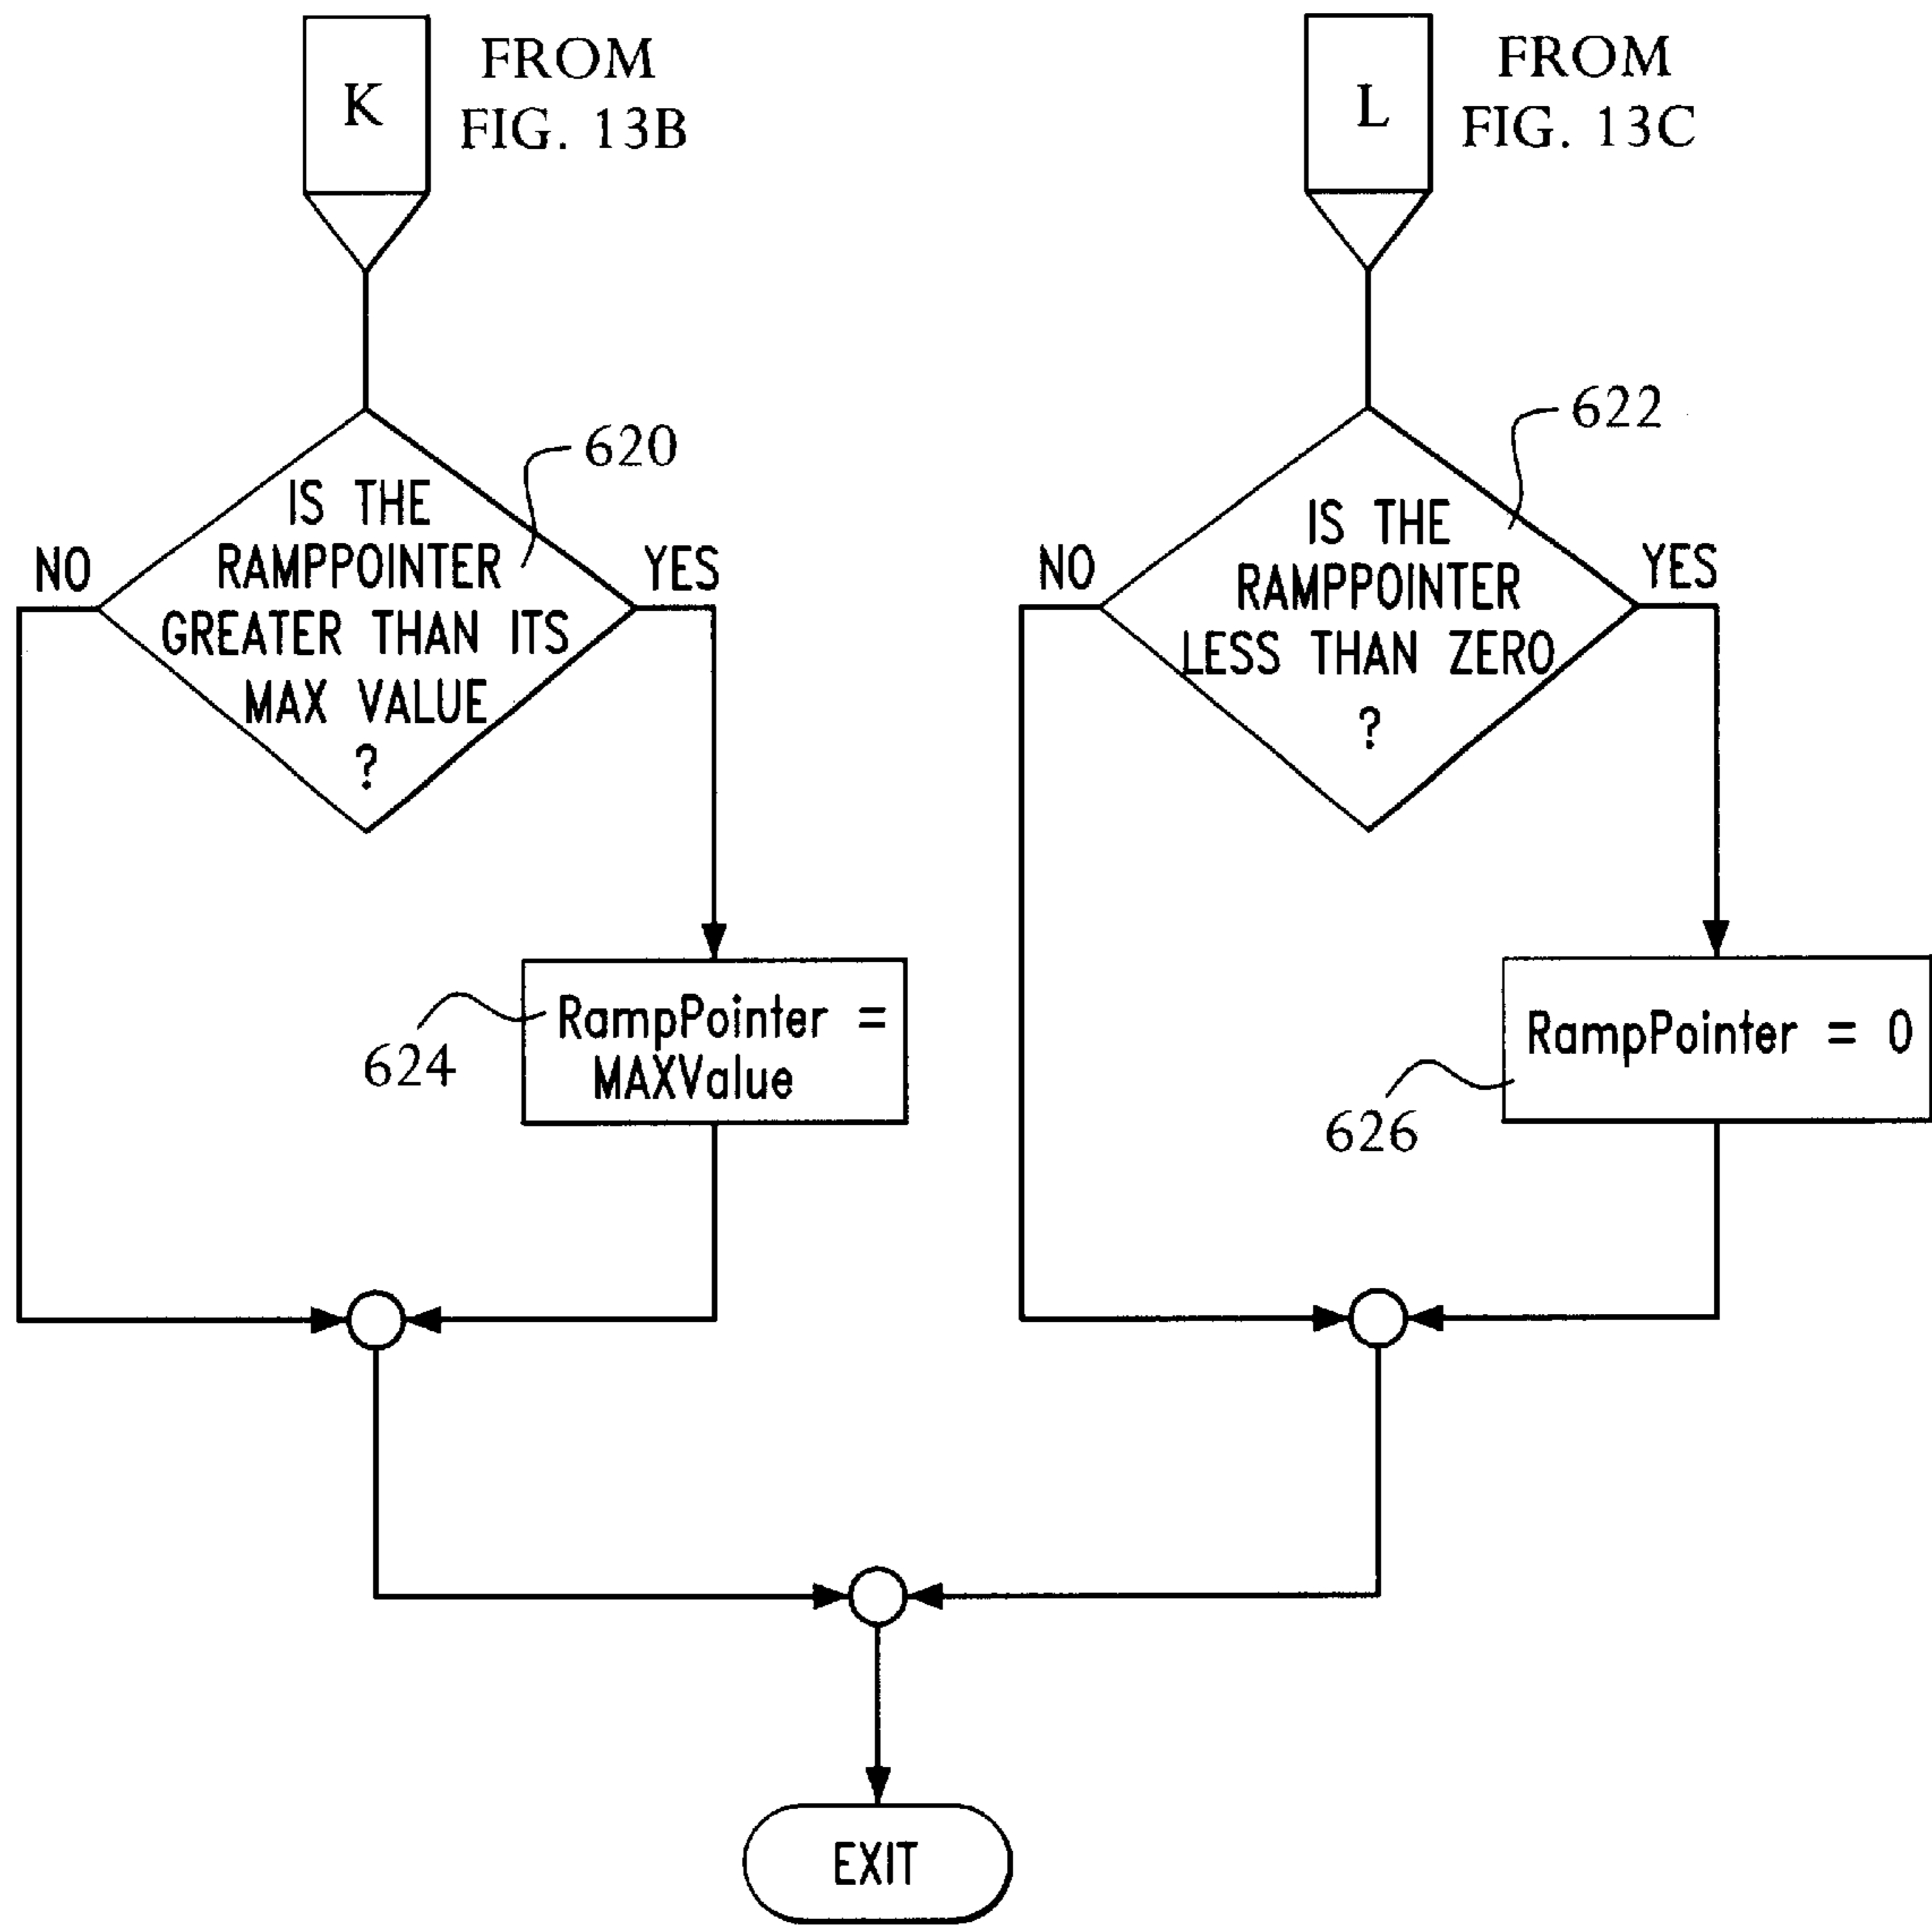 K
FROM
FIG. 13B
L
FROM
FIG. 13C
620
IS THE
RAMPPOINTER
GREATER THAN ITS
MAX VALUE
?
NO
YES
622
IS THE
RAMPPOINTER
LESS THAN ZERO
?
NO
YES
RampPointer =
MAXValue
624
RampPointer = 0
626
EXIT